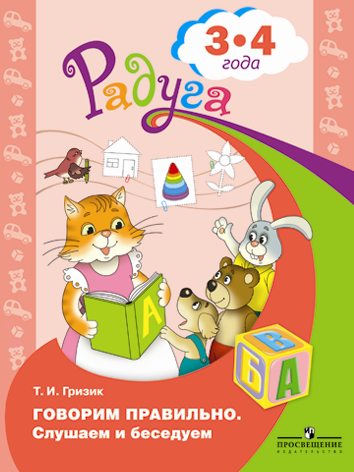 3•4
года
Радуга
А
В
Б
А
Т. И. Гризик
ГОВОРИМ ПРАВИЛЬНО.
Слушаем и беседуем
ПРОСВЕЩЕНИЕ
ИЗДАТЕЛЬСТВО